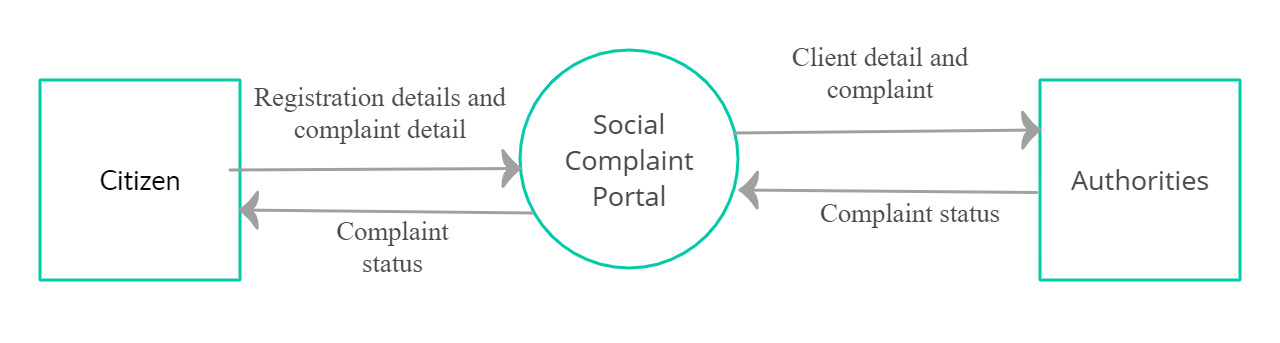 Citizen
Registration details and
complaint detail
Complaint
status
Social
Complaint
Portal
Client detail and
complaint
Complaint status
Authorities